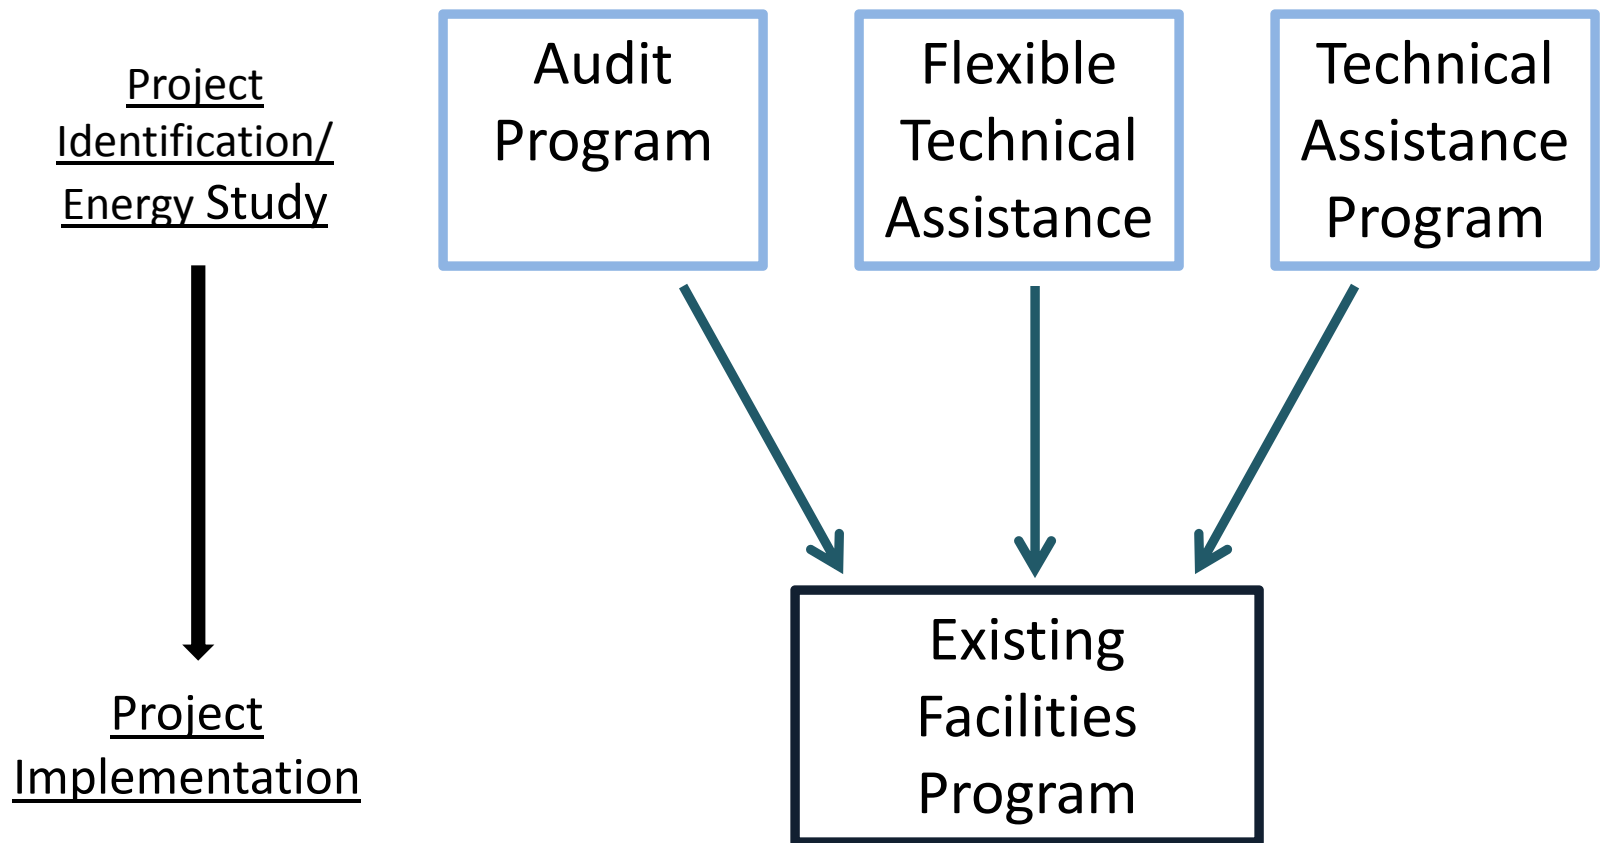 Project
Identification/
Energy Study
Audit
Program
Flexible
Technical
Assistance
Technical
Assistance
Program
Project
Implementation
Existing
Facilities
Program